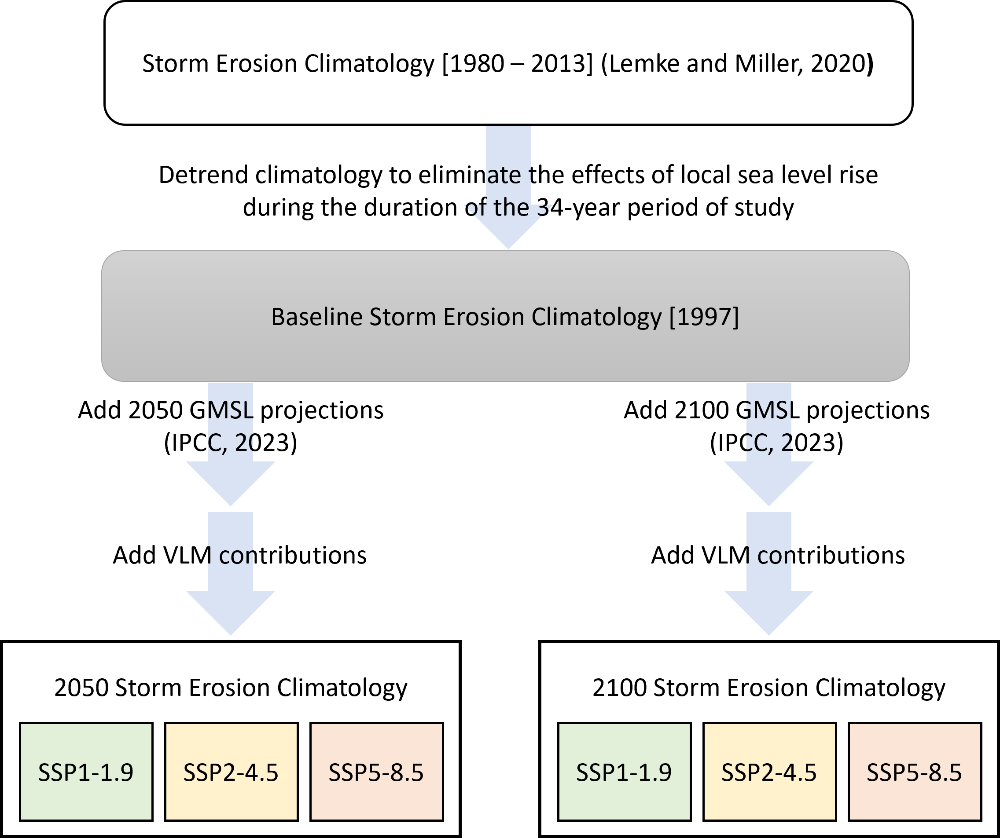 Storm Erosion Climatology [1980 – 2013] (Lemke and Miller, 2020)
Detrend climatology to eliminate the effects of local sea level rise
during the duration of the 34-year period of study
Baseline Storm Erosion Climatology [1997]
Add 2050 GMSL projections
(IPCC, 2023)
Add 2100 GMSL projections
(IPCC, 2023)
Add VLM contributions
Add VLM contributions
2050 Storm Erosion Climatology
SSP1-1.9
SSP2-4.5
SSP5-8.5
2100 Storm Erosion Climatology
SSP1-1.9
SSP2-4.5
SSP5-8.5